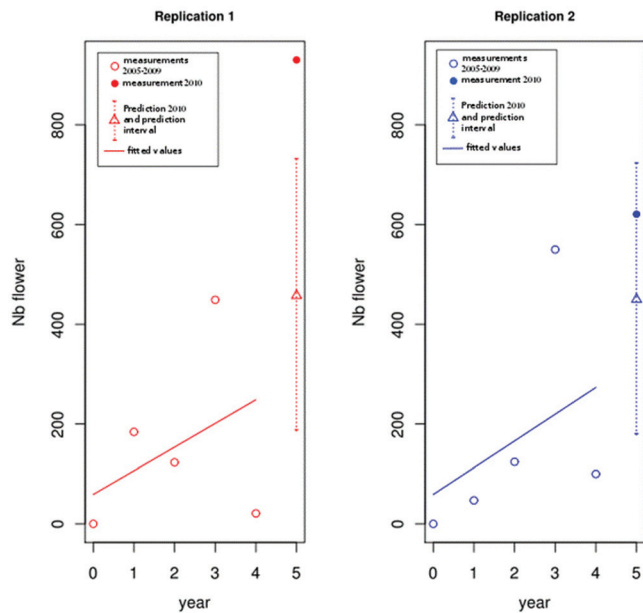 Replication 1
measurements
2005-2009
measurement 2010
Prediction 2010
and prediction
interval
fitted values
Nb flower
800
600
400
200
0
0 1 2 3 4 5
year
Replication 2
measurements
2005-2009
measurement 2010
Prediction 2010
and prediction
interval
fitted values
Nb flower
800
600
400
200
0
0 1 2 3 4 5
year